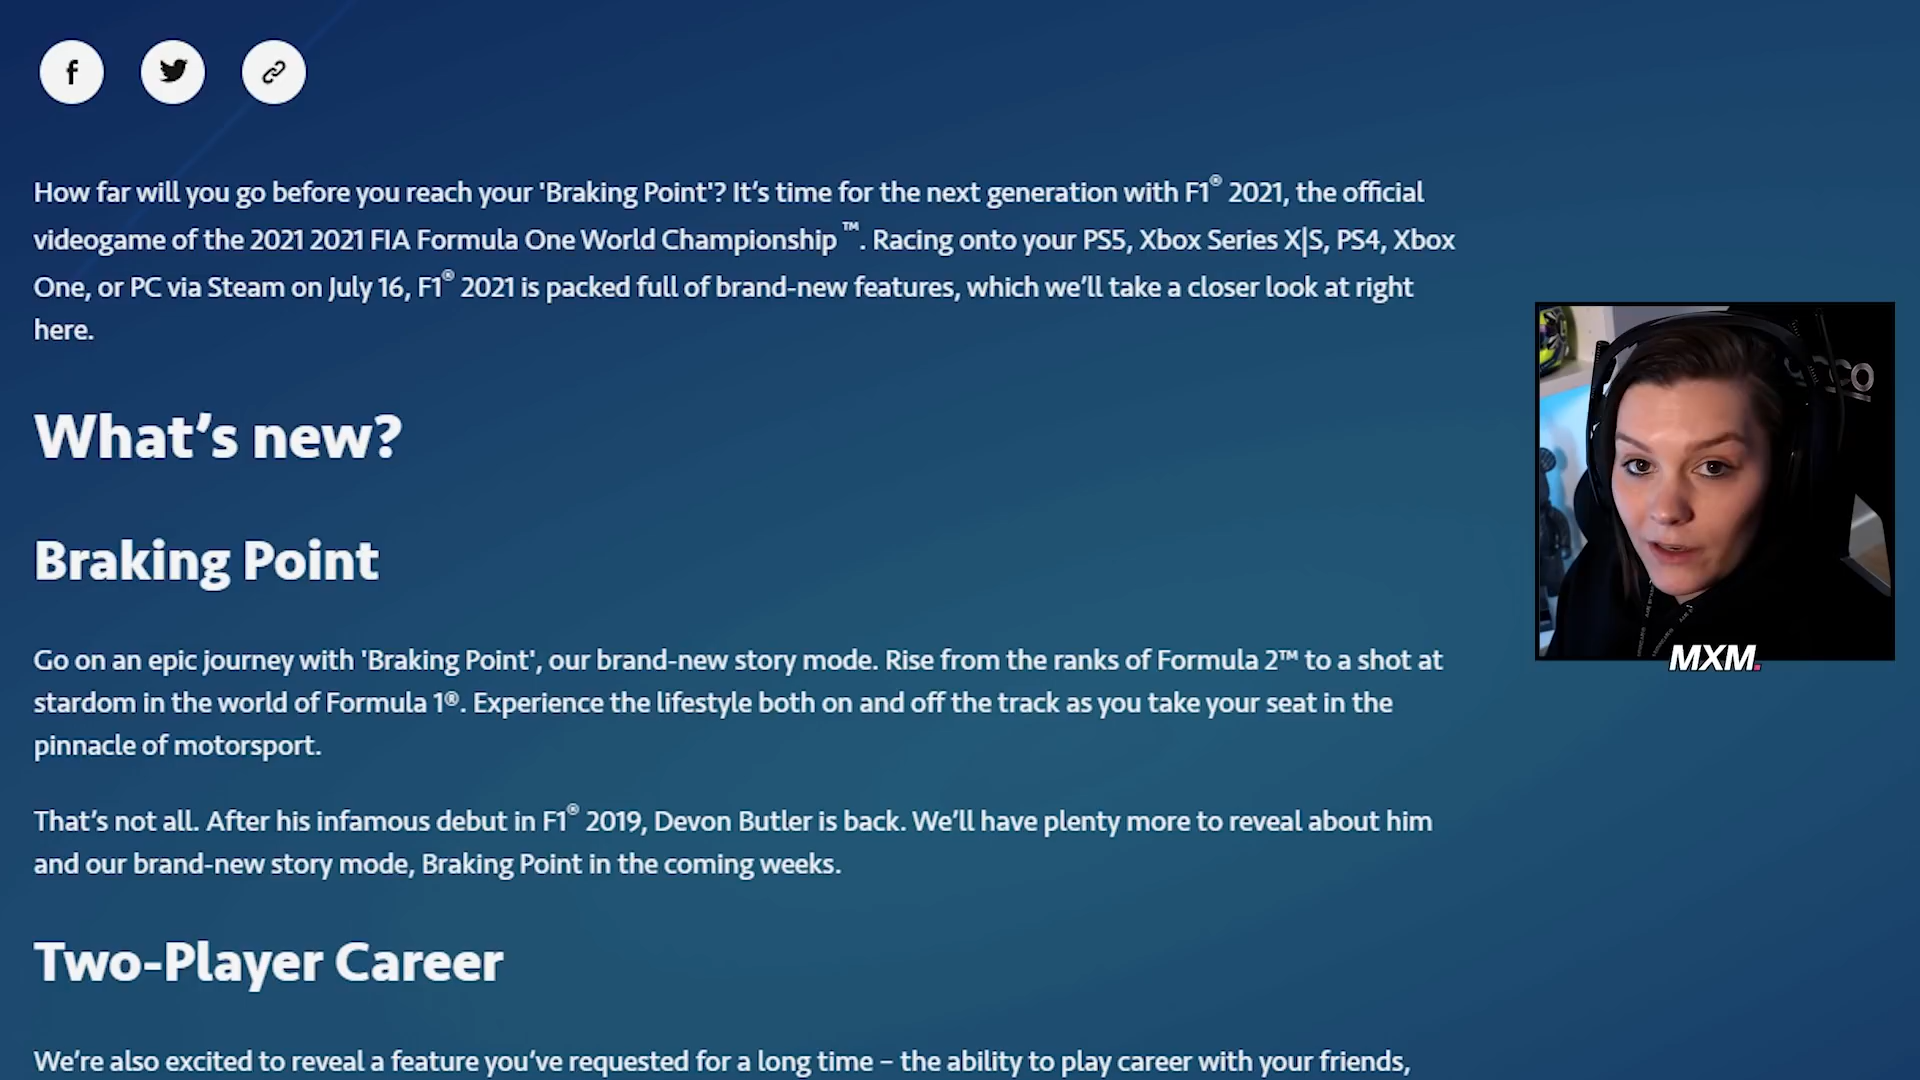 How far will you go before you reach your 'Braking Point'? It’s time for the next generation with F1® 2021, the official
videogame of the 2021 2021 FIA Formula One World Championship ™. Racing onto your PS5, Xbox Series X|S, PS4, Xbox
One, or PC via Steam on July 16, F1® 2021 is packed full of brand-new features, which we’ll take a closer look at right
here.
What’s new?
Braking Point
Go on an epic journey with 'Braking Point', our brand-new story mode. Rise from the ranks of Formula 2™ to a shot at
stardom in the world of Formula 1®. Experience the lifestyle both on and off the track as you take your seat in the
pinnacle of motorsport.
That’s not all. After his infamous debut in F1® 2019, Devon Butler is back. We’ll have plenty more to reveal about him
and our brand-new story mode, Braking Point in the coming weeks.
Two-Player Career
We’re also excited to reveal a feature you’ve requested for a long time – the ability to play career with your friends,
MXM.